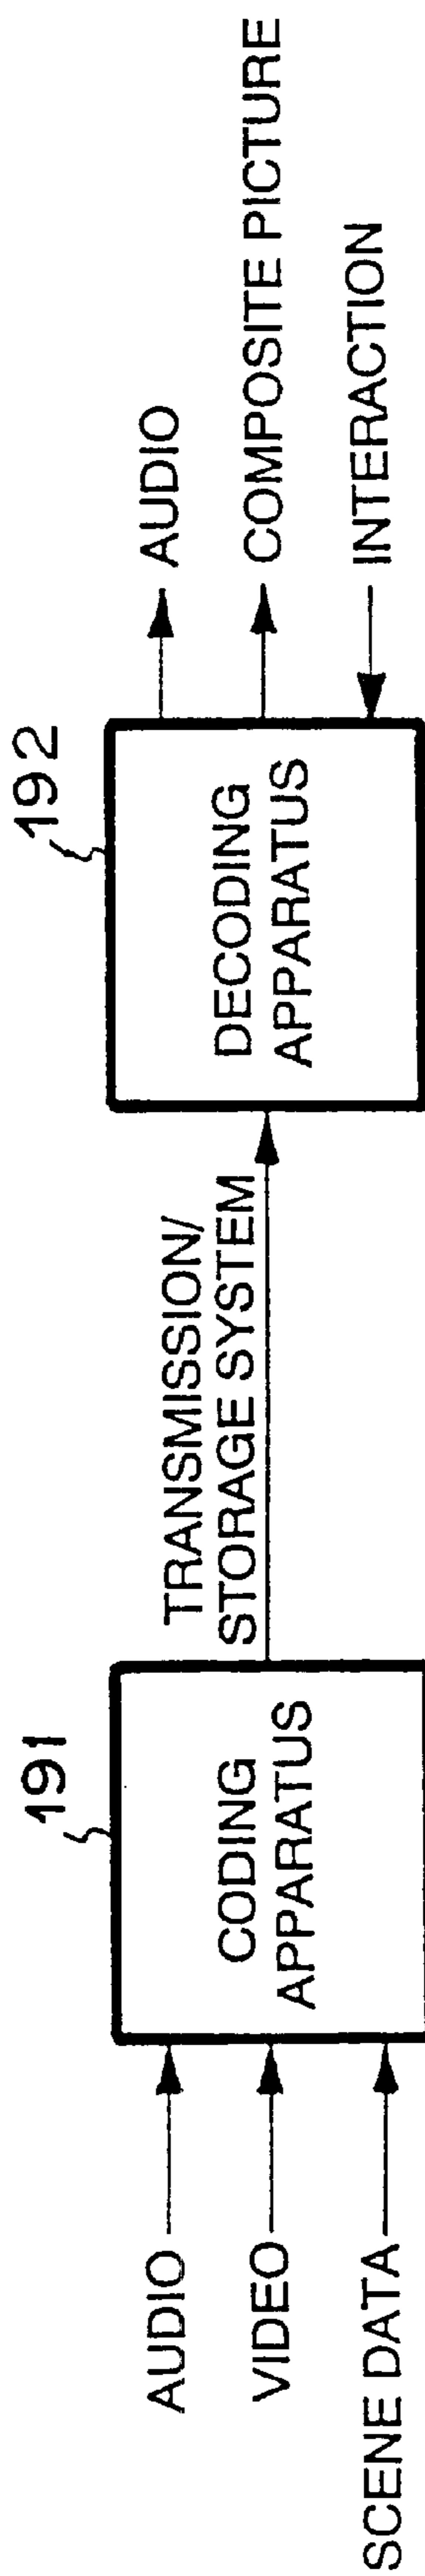 AUDIO
VIDEO
SCENE DATA
191
CODING
APPARATUS
TRANSMISSION/
STORAGE SYSTEM
192
DECODING
APPARATUS
AUDIO
COMPOSITE PICTURE
INTERACTION